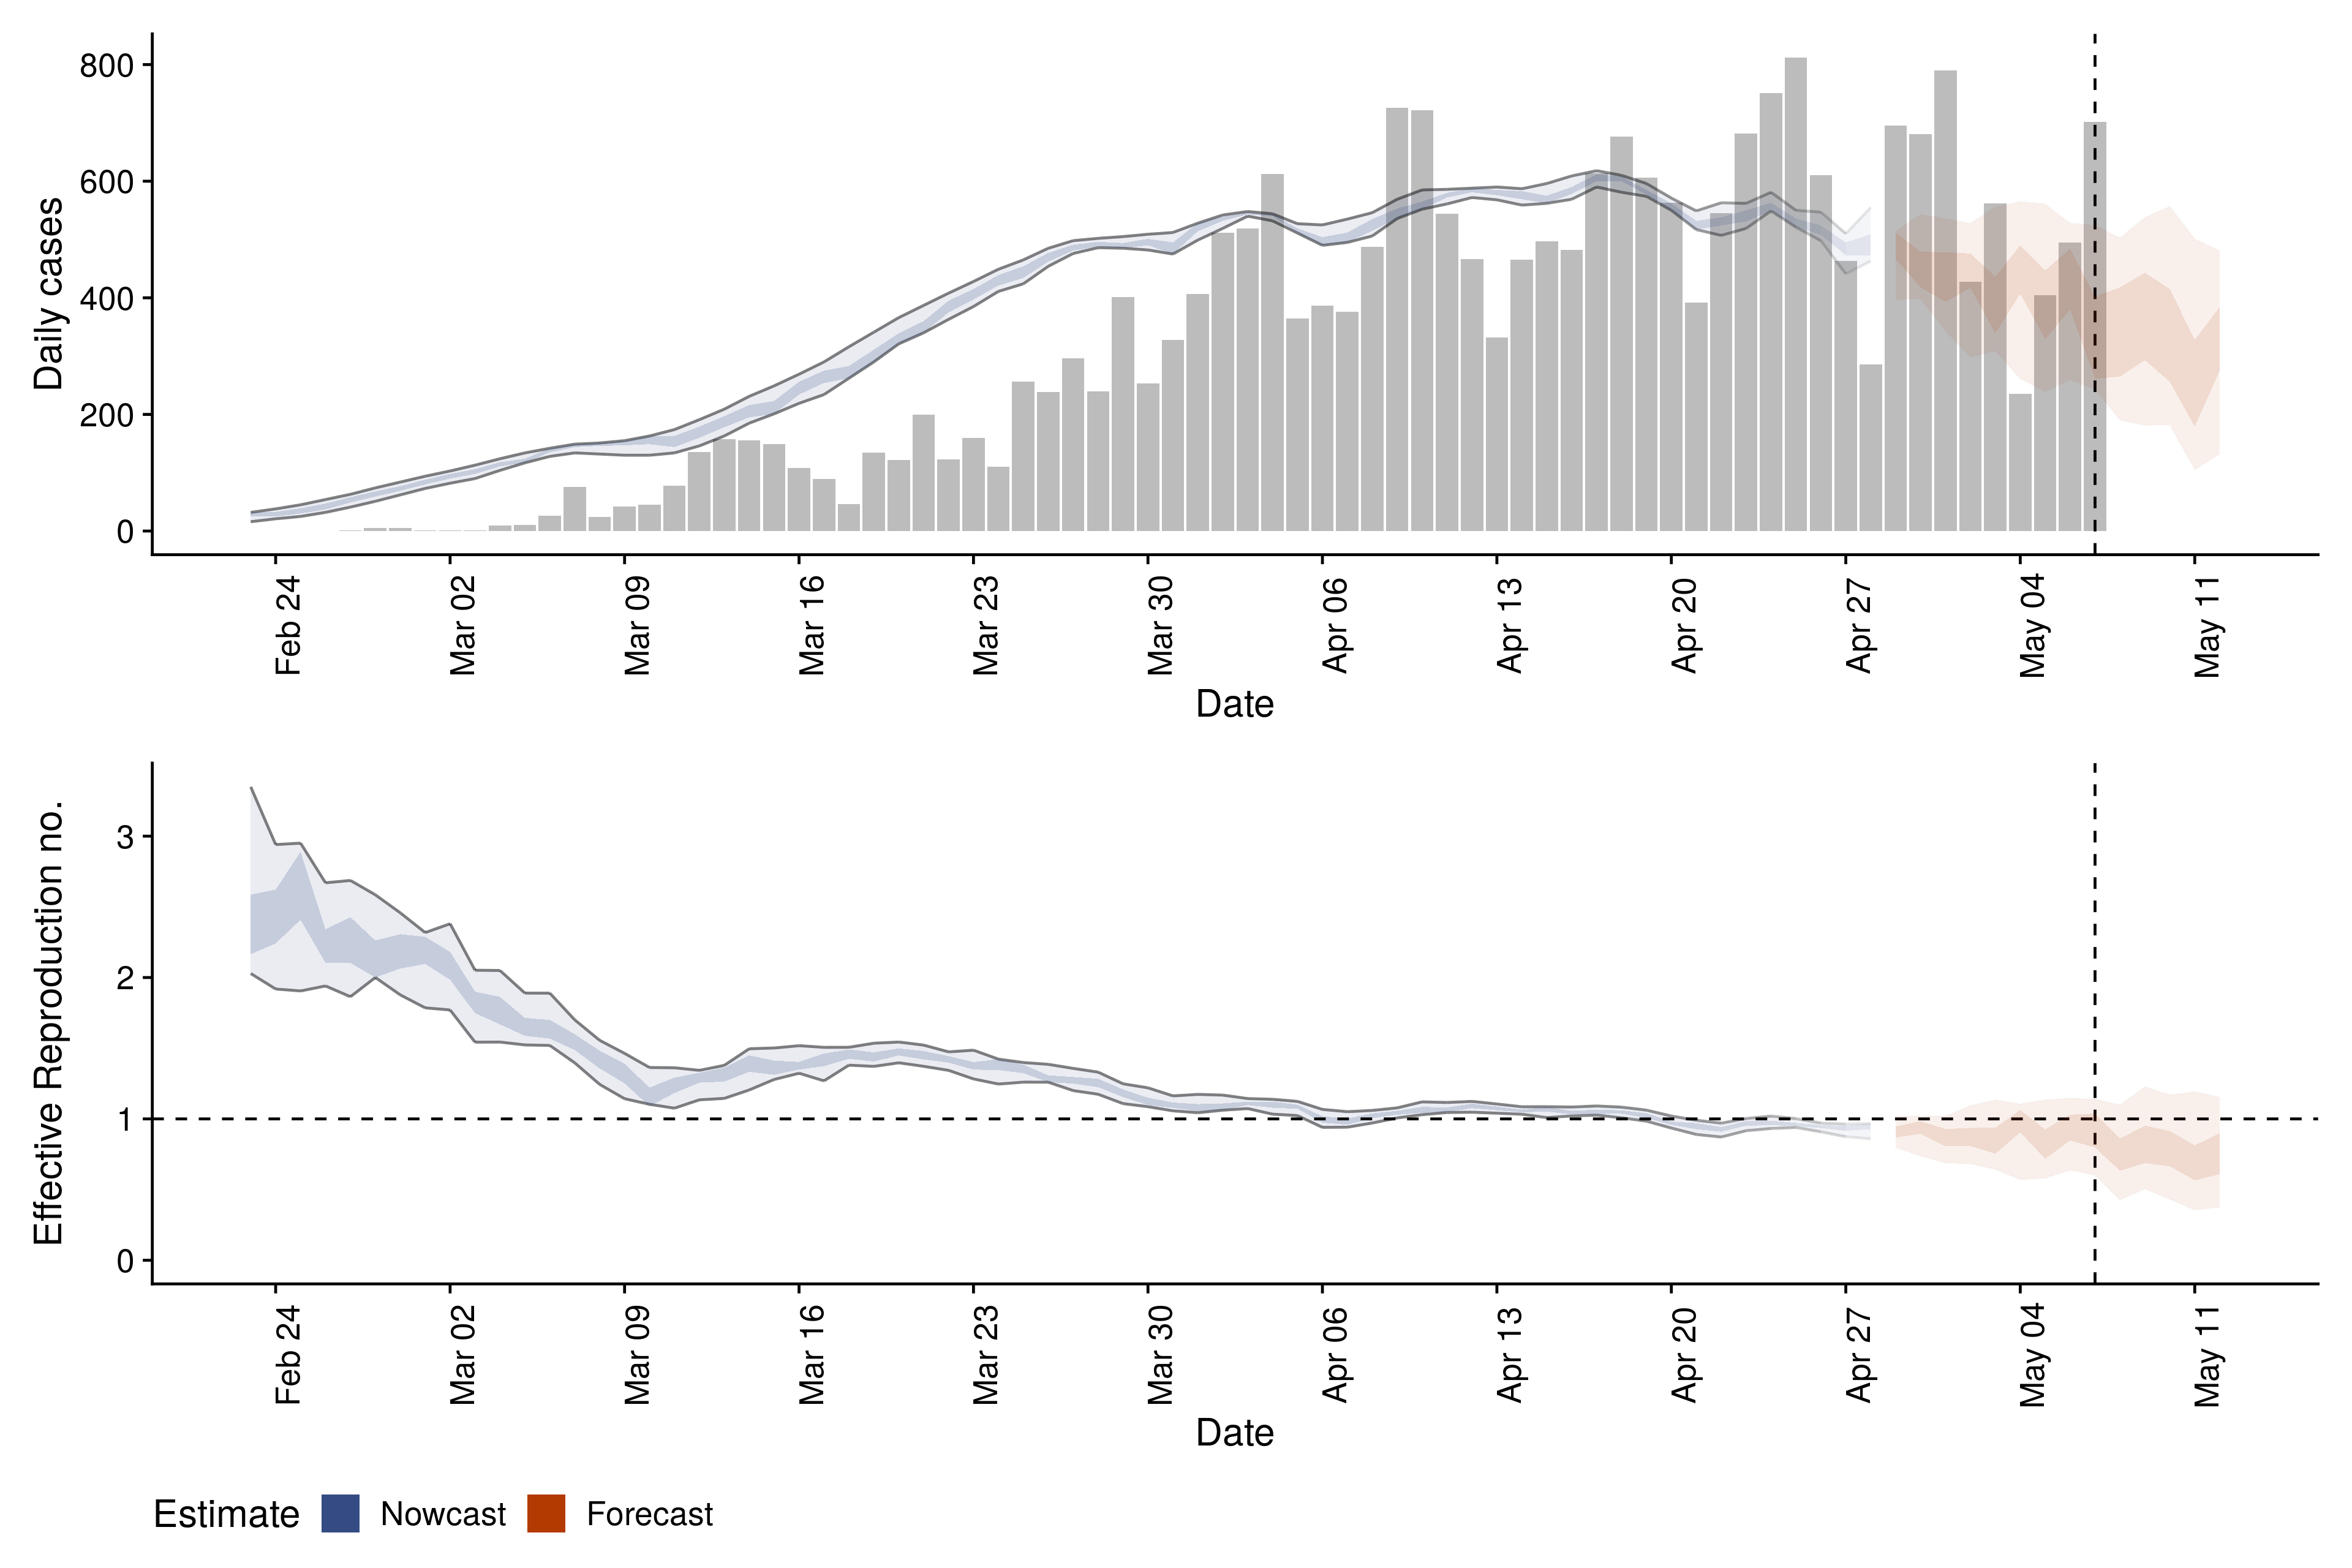 Daily cases
800
600
400
200
0
Feb 24
Mar 02
Mar 09
Mar 16
Mar 23
Mar 30
Apr 06
Apr 13
Apr 20
Apr 27
May 04
May 11
Date
Effective Reproduction no.
3
2
1
0
Feb 24
Mar 02
Mar 09
Mar 16
Mar 23
Mar 30
Apr 06
Apr 13
Apr 20
Apr 27
May 04
May 11
Date
Estimate Nowcast Forecast